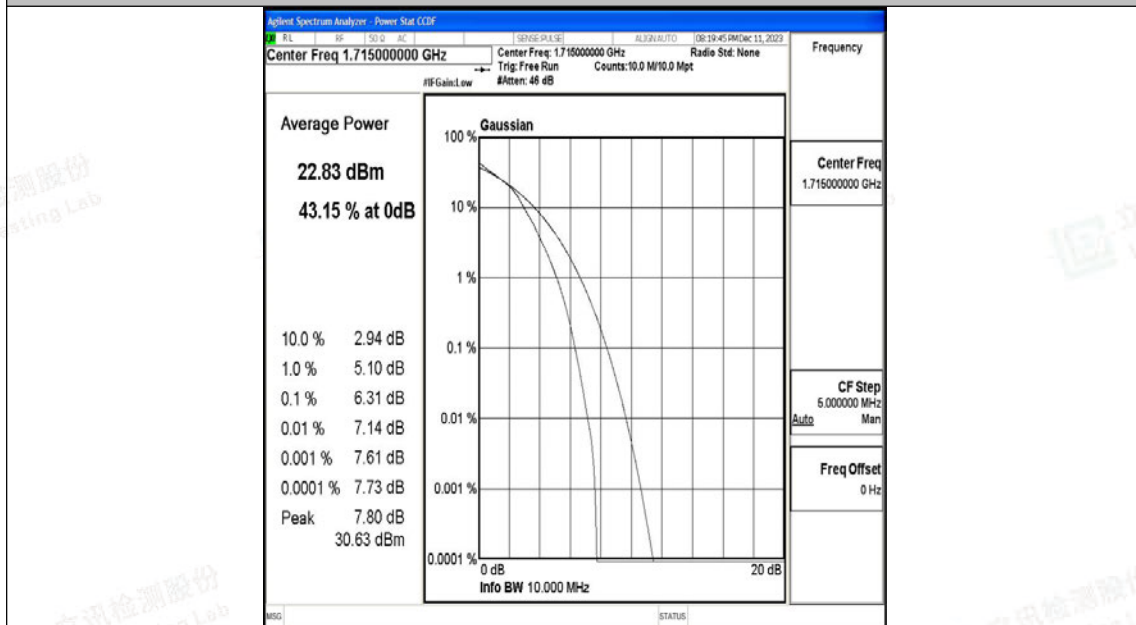 Agilent Spectrum Analyzer - Power Stat CCDF
RL RF 50 Ω AC SENSE:PULSE ALIGNAUTO 08:19:45 PM Dec 11, 2023
Center Freq 1.715000000 GHz
Center Freq: 1.715000000 GHz Radio Std: None
Trig: Free Run Counts:10.0 M/10.0 Mpt
#IFGain:Low #Atten: 46 dB
Frequency
Average Power
22.83 dBm
43.15 % at 0dB
10.0 % 2.94 dB
1.0 % 5.10 dB
0.1 % 6.31 dB
0.01 % 7.14 dB
0.001 % 7.61 dB
0.0001 % 7.73 dB
Peak 7.80 dB
30.63 dBm
Gaussian
100 %
10 %
1 %
0.1 %
0.01 %
0.001 %
0.0001 %
0 dB 20 dB
Info BW 10.000 MHz
Center Freq
1.715000000 GHz
CF Step
5.000000 MHz
Auto Man
Freq Offset
0 Hz
MSG STATUS